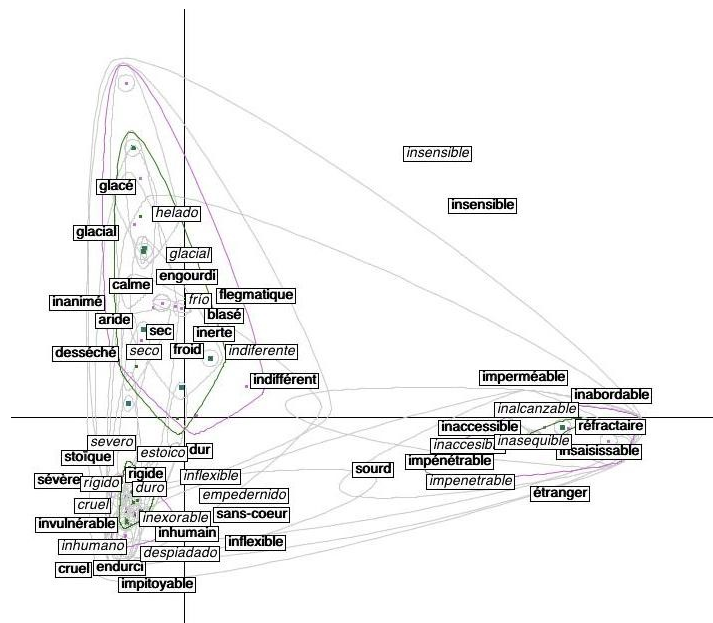 insensible
insensible
glacé
helado
glacial
glacial
engourdi
calme
flegmatique
frío
inanimé
blasé
aride
sec
inerte
desséché
seco
froid
indiferente
indifférent
imperméable
inabordable
inalcanzable
inaccessible
réfractaire
severo
inasequible
estoico
dur
insaisissable
stoïque
impénétrable
sourd
rigide
inflexible
sévère
rígido
duro
impenetrable
empedernido
étranger
cruel
inexorable
sans-coeur
invulnérable
inhumain
inflexible
inhumano
despiadado
cruel
endurci
impitoyable